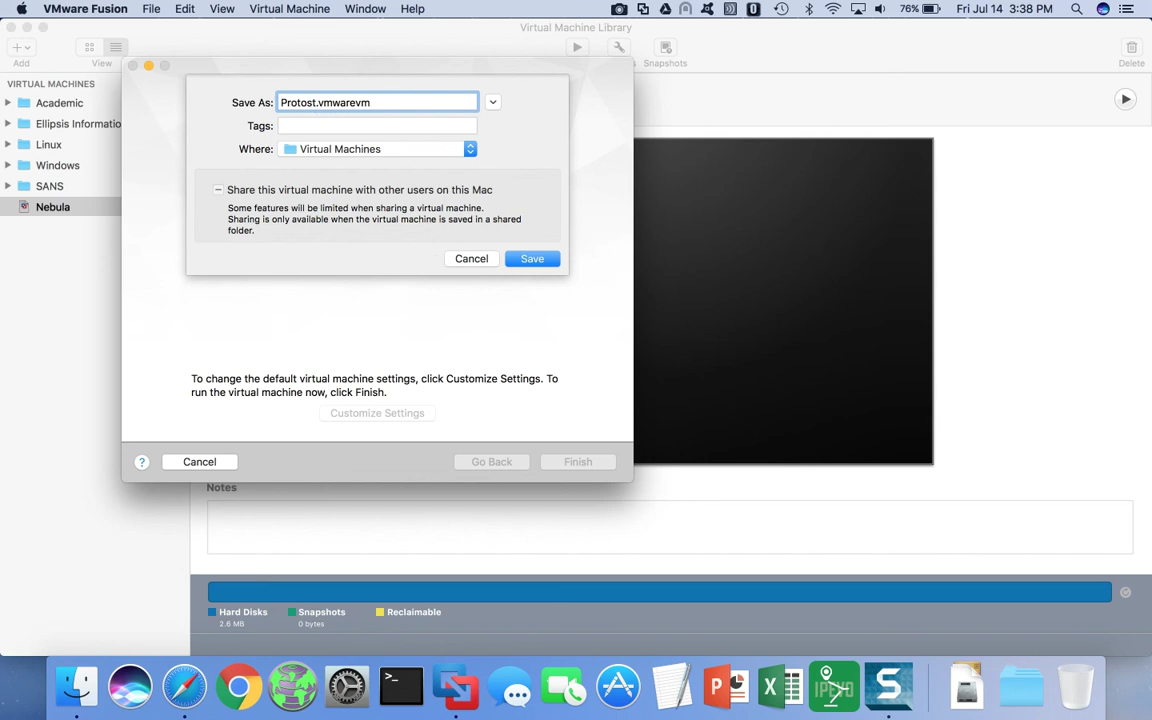 VMware Fusion File Edit View Virtual Machine Window Help 76% Fri Jul 14 3:38 PM
Virtual Machine Library
Add View Snapshots Delete
VIRTUAL MACHINES
Academic
Ellipsis Informatio
Linux
Windows
SANS
Nebula
Save As: Protost.vmwarevm
Tags:
Where: Virtual Machines
Share this virtual machine with other users on this Mac
Some features will be limited when sharing a virtual machine.
Sharing is only available when the virtual machine is saved in a shared
folder.
Cancel Save
To change the default virtual machine settings, click Customize Settings. To
run the virtual machine now, click Finish.
Customize Settings
? Cancel Go Back Finish
Notes
Hard Disks Snapshots Reclaimable
2.6 MB 0 bytes